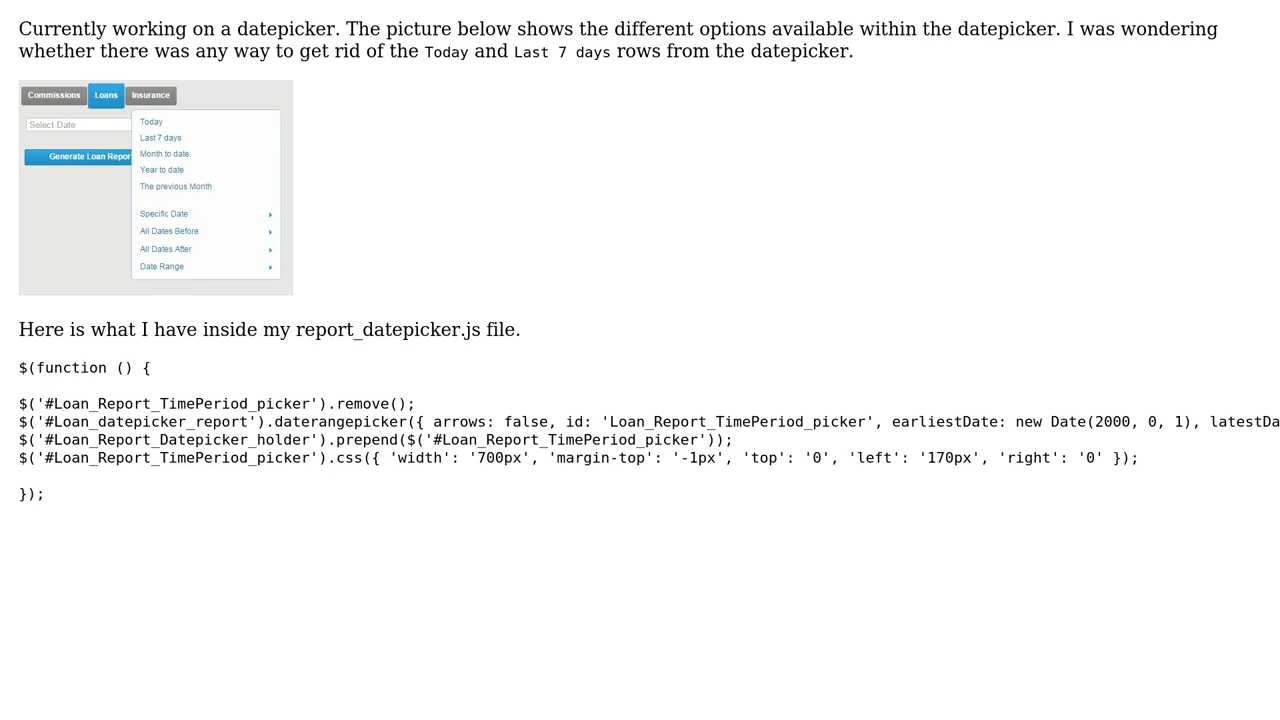 Currently working on a datepicker. The picture below shows the different options available within the datepicker. I was wondering
whether there was any way to get rid of the Today and Last 7 days rows from the datepicker.
Commissions Loans Insurance
Select Date
Generate Loan Repor
Today
Last 7 days
Month to date
Year to date
The previous Month
Specific Date
All Dates Before
All Dates After
Date Range
Here is what I have inside my report_datepicker.js file.
$(function () {
$('#Loan_Report_TimePeriod_picker').remove();
$('#Loan_datepicker_report').daterangepicker({ arrows: false, id: 'Loan_Report_TimePeriod_picker', earliestDate: new Date(2000, 0, 1), latestDa
$('#Loan_Report_Datepicker_holder').prepend($('#Loan_Report_TimePeriod_picker'));
$('#Loan_Report_TimePeriod_picker').css({ 'width': '700px', 'margin-top': '-1px', 'top': '0', 'left': '170px', 'right': '0' });
});